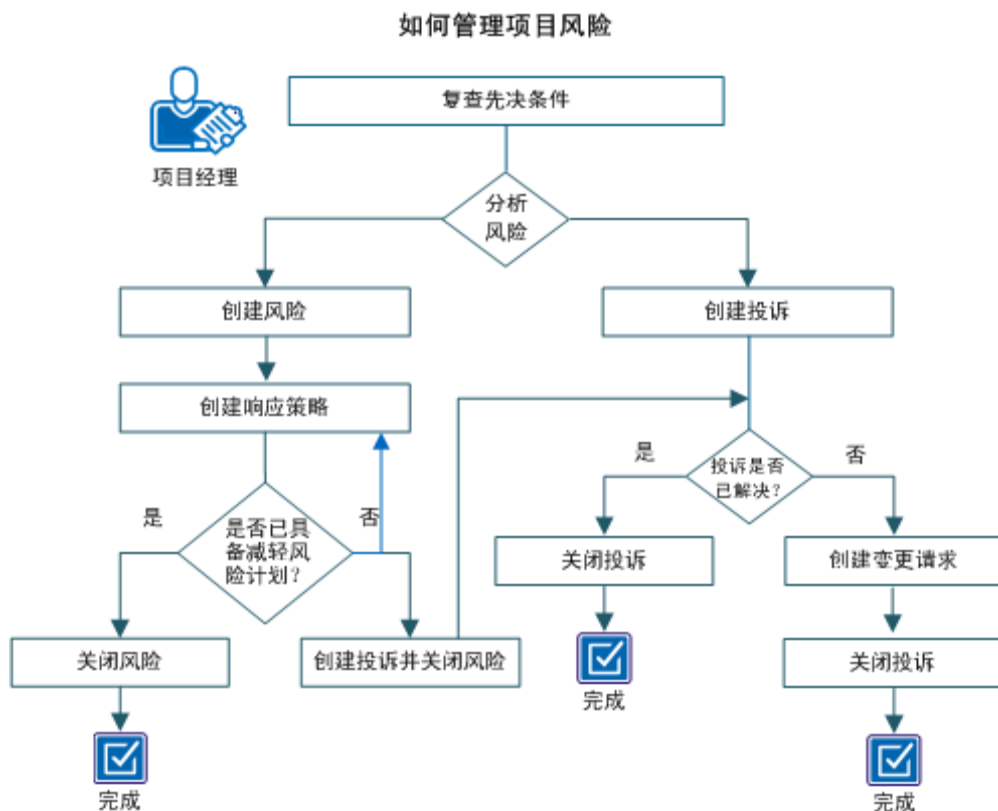 如何管理项目风险
复查先决条件
项目经理
分析
风险
创建风险
创建投诉
创建响应策略
是
投诉是否
已解决？
否
是
是否已具
备减轻风
险计划？
否
关闭投诉
创建变更请求
关闭风险
创建投诉并关闭风险
关闭投诉
完成
完成
完成